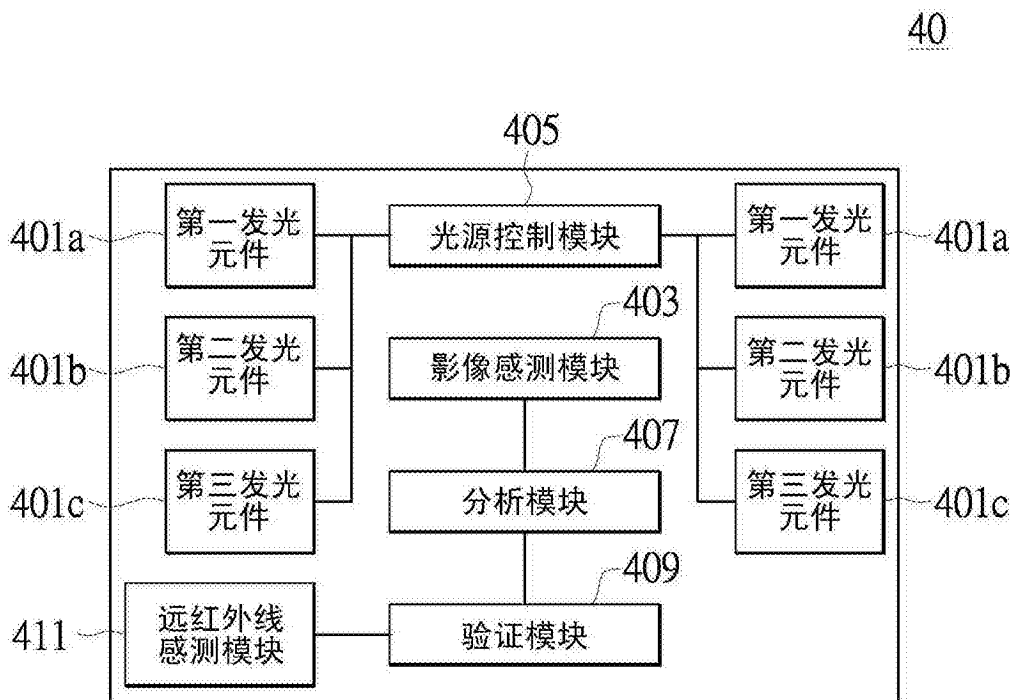 40
405
第一发光
元件
401a
光源控制模块
第一发光
元件
401a
403
第二发光
元件
401b
影像感测模块
第二发光
元件
401b
407
第三发光
元件
401c
分析模块
第三发光
元件
401c
409
远红外线
感测模块
411
验证模块